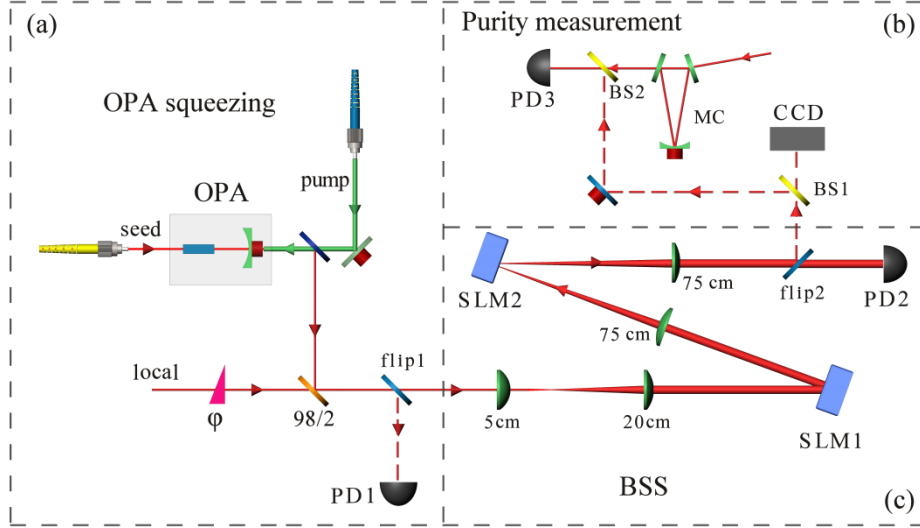 (a)
OPA squeezing
pump
OPA
seed
local
φ
98/2
flip1
PD1
Purity measurement
(b)
PD3
BS2
MC
CCD
BS1
SLM2
75 cm
flip2
PD2
75 cm
5cm
20cm
SLM1
BSS
(c)